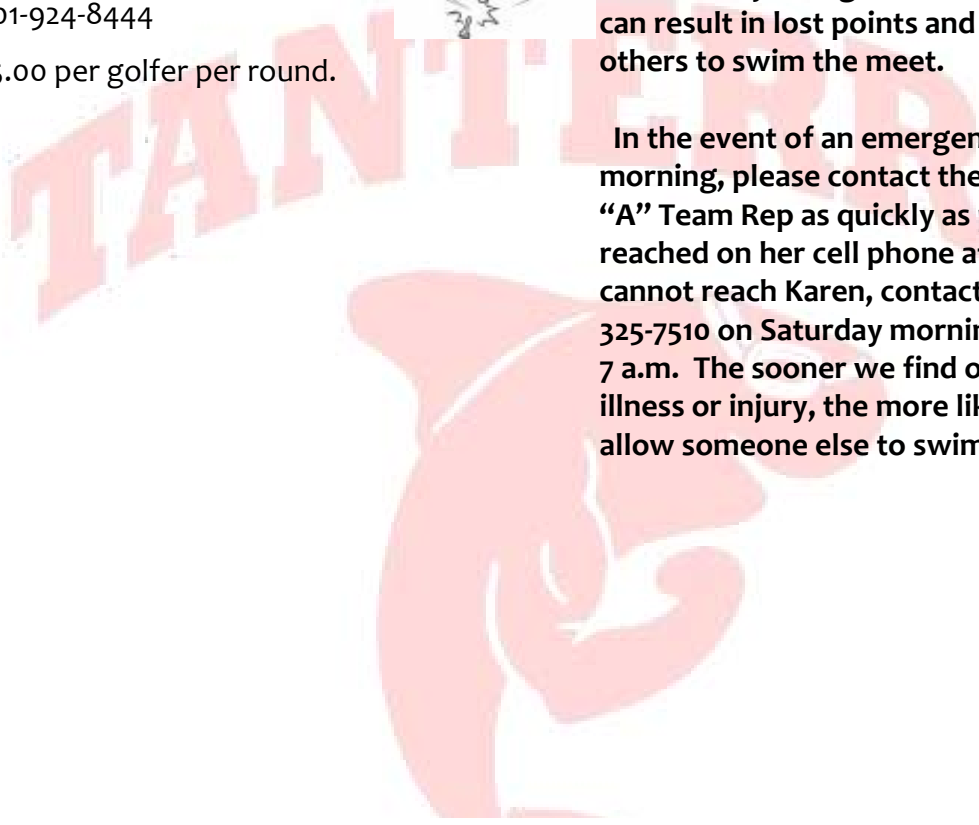 01-924-8444
.00 per golfer per round.
TANTERR
can result in lost points and
others to swim the meet.
In the event of an emergen
morning, please contact the
“A” Team Rep as quickly as
reached on her cell phone a
cannot reach Karen, contact
325-7510 on Saturday mornin
7 a.m. The sooner we find o
illness or injury, the more lik
allow someone else to swim